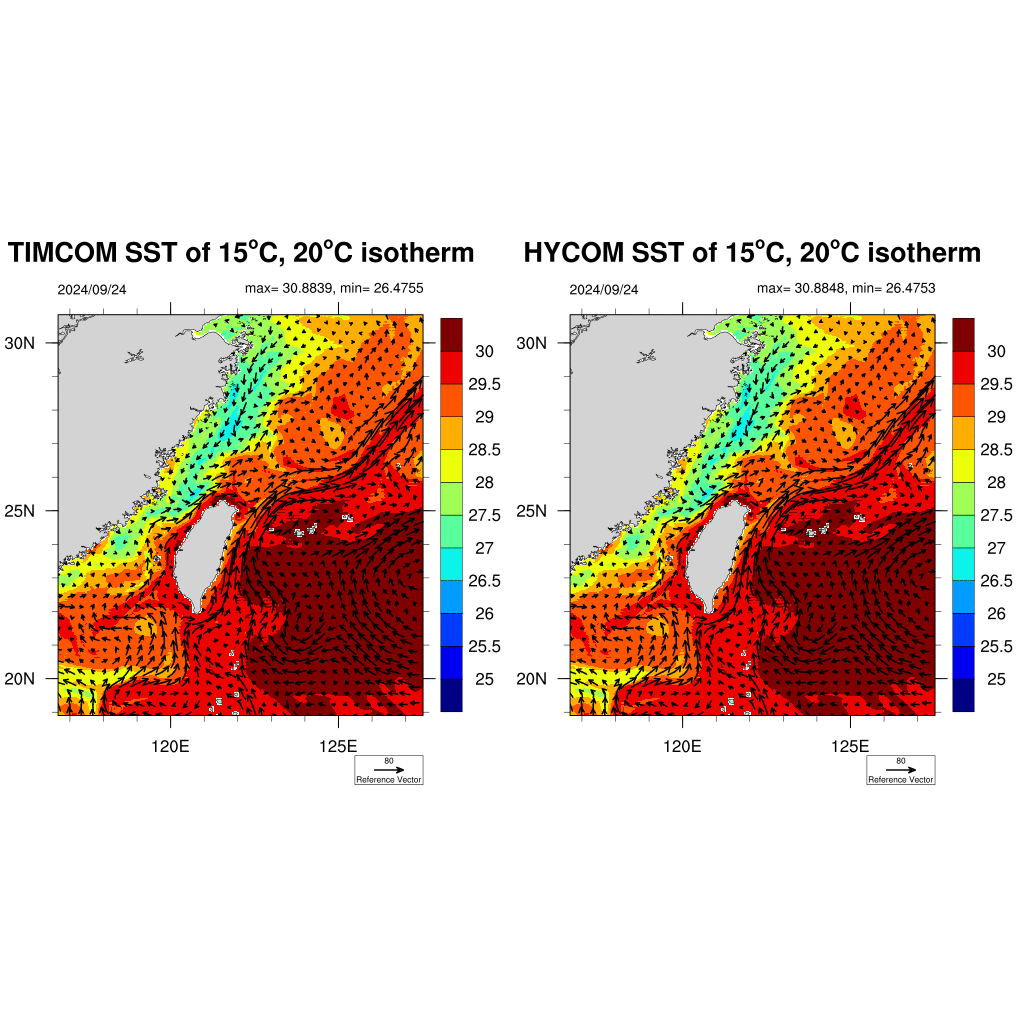 TIMCOM SST of 15°C, 20°C isotherm
2024/09/24
max= 30.8839, min= 26.4755
30N
25N
20N
120E
125E
30
29.5
29
28.5
28
27.5
27
26.5
26
25.5
25
80
Reference Vector
HYCOM SST of 15°C, 20°C isotherm
2024/09/24
max= 30.8848, min= 26.4753
30N
25N
20N
120E
125E
30
29.5
29
28.5
28
27.5
27
26.5
26
25.5
25
80
Reference Vector